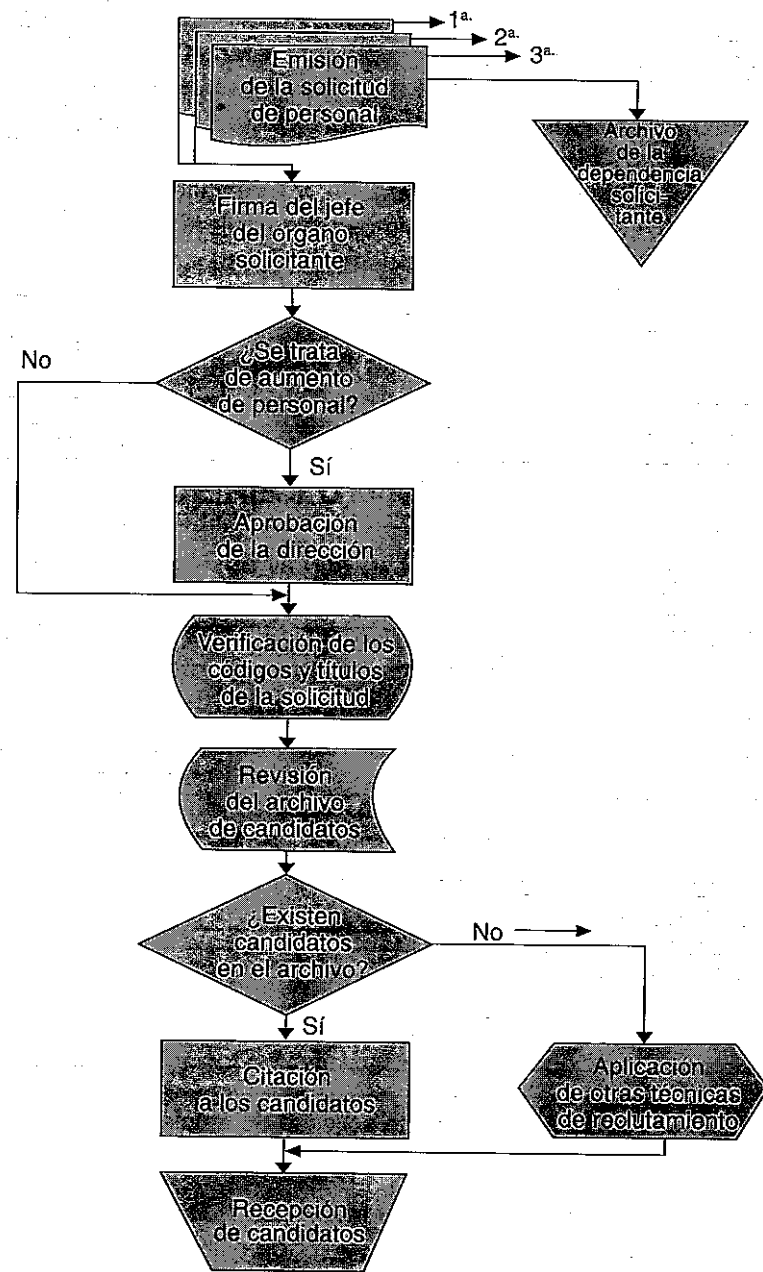 1ª.
2ª.
3ª.
Emisión
de la solicitud
de personal
Archivo
de la
dependencia
solici-
tante
Firma del jefe
del organo
solicitante
¿Se trata
de aumento
de personal?
No
Sí
Aprobación
de la dirección
Verificación de los
códigos y títulos
de la solicitud
Revisión
del archivo
de candidatos
¿Existen
candidatos
en el archivo?
No
Sí
Citación
a los candidatos
Aplicación
de otras técnicas
de reclutamiento
Recepción
de candidatos